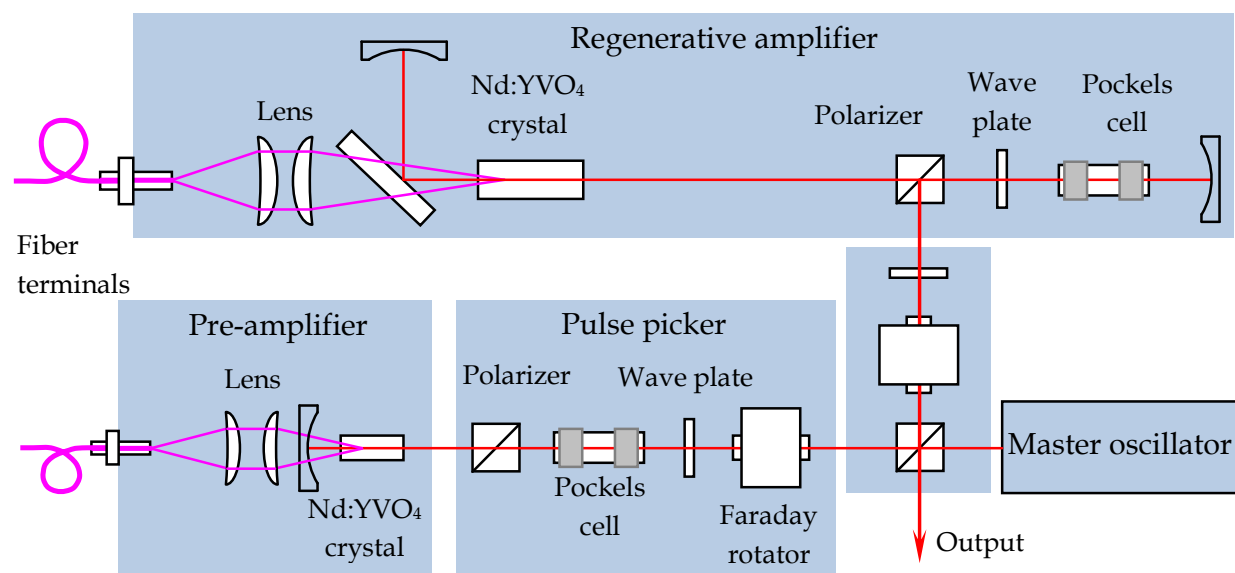 Regenerative amplifier
Lens
Nd:YVO₄
crystal
Polarizer
Wave
plate
Pockels
cell
Fiber
terminals
Pre-amplifier
Lens
Nd:YVO₄
crystal
Pulse picker
Polarizer
Wave plate
Pockels
cell
Faraday
rotator
Master oscillator
Output